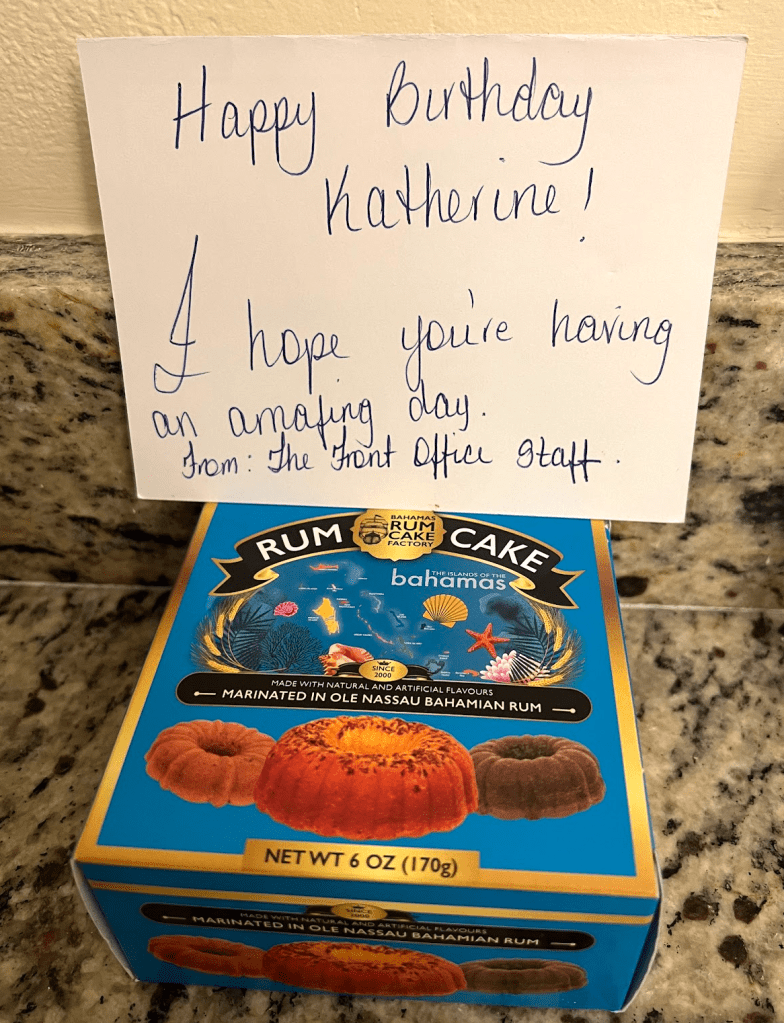 Happy Birthday
Katherine!
I hope you're having
an amazing day.
From: The Front Office Staff.
BAHAMAS
RUM
CAKE
FACTORY
RUM CAKE
THE ISLANDS OF THE
bahamas
SINCE
2000
MADE WITH NATURAL AND ARTIFICIAL FLAVOURS
MARINATED IN OLE NASSAU BAHAMIAN RUM
NET WT 6 OZ (170g)
SINCE
2000
MADE WITH NATURAL AND ARTIFICIAL FLAVOURS
MARINATED IN OLE NASSAU BAHAMIAN RUM